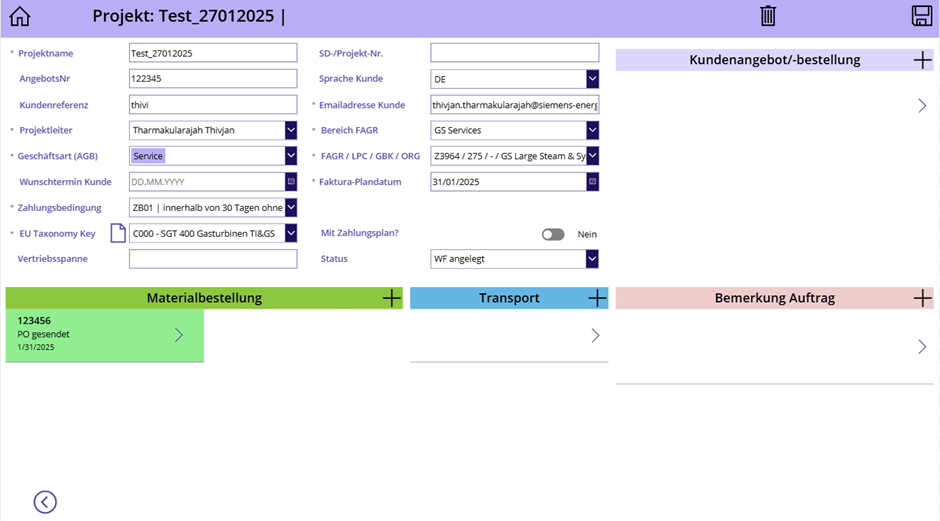 Projekt: Test_27012025 |
* Projektname Test_27012025
AngebotsNr 122345
Kundenreferenz thivi
* Projektleiter Tharmakularajah Thivjan
* Geschäftsart (AGB) Service
Wunschtermin Kunde DD.MM.YYYY
* Zahlungsbedingung ZB01 | innerhalb von 30 Tagen ohne
* EU Taxonomy Key C000 - SGT 400 Gasturbinen TI&GS
Vertriebsspanne
SD-/Projekt-Nr.
Sprache Kunde DE
* Emailadresse Kunde thivjan.tharmakularajah@siemens-energ
* Bereich FAGR GS Services
* FAGR / LPC / GBK / ORG Z3964 / 275 / - / GS Large Steam & Sy
* Faktura-Plandatum 31/01/2025
Mit Zahlungsplan? Nein
Status WF angelegt
Kundenangebot/-bestellung
Materialbestellung
123456
PO gesendet
1/31/2025
Transport
Bemerkung Auftrag